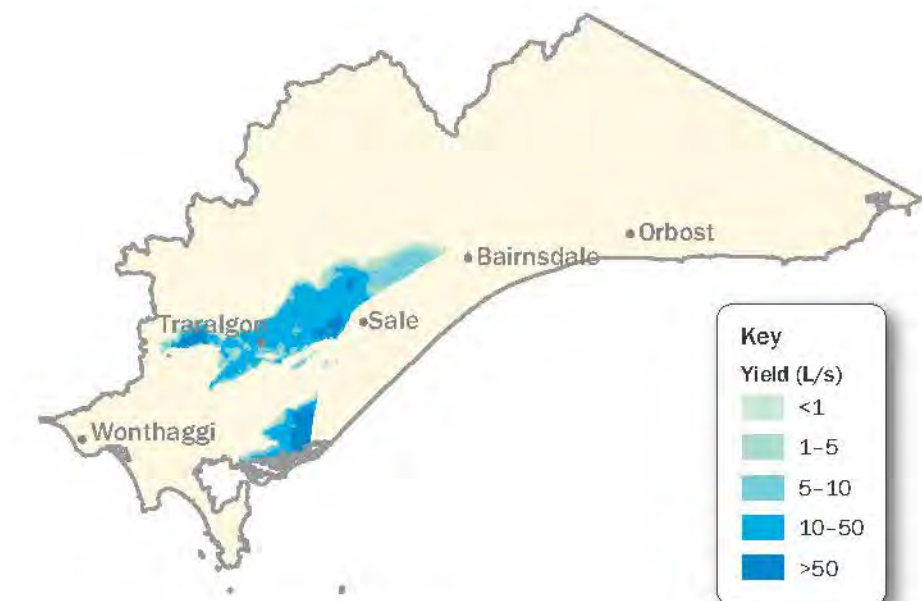 Orbost
Bairnsdale
Traralgon
Sale
Wonthaggi
Key
Yield (L/s)
<1
1–5
5–10
10–50
>50